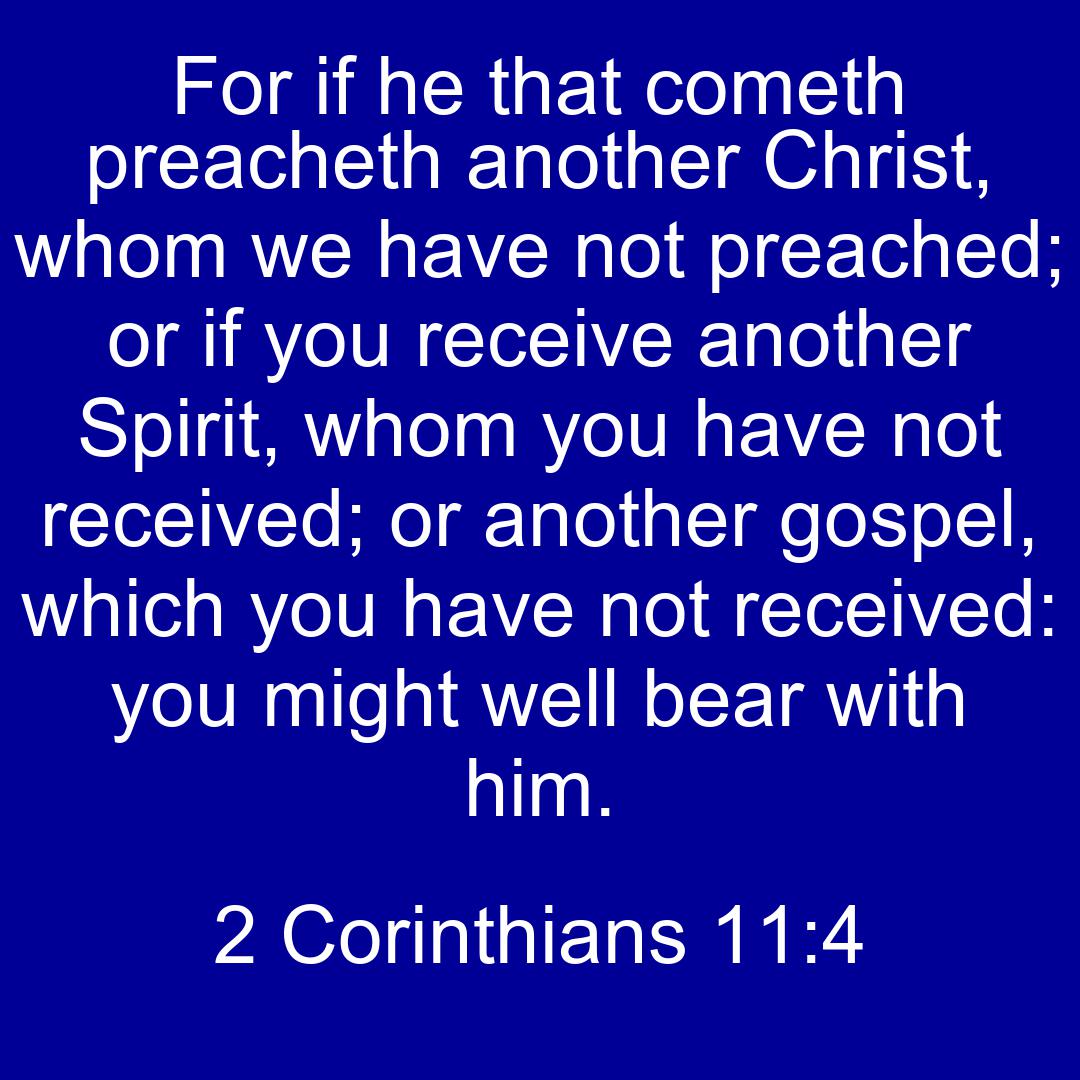 For if he that cometh
preacheth another Christ,
whom we have not preached;
or if you receive another
Spirit, whom you have not
received; or another gospel,
which you have not received:
you might well bear with
him.
2 Corinthians 11:4